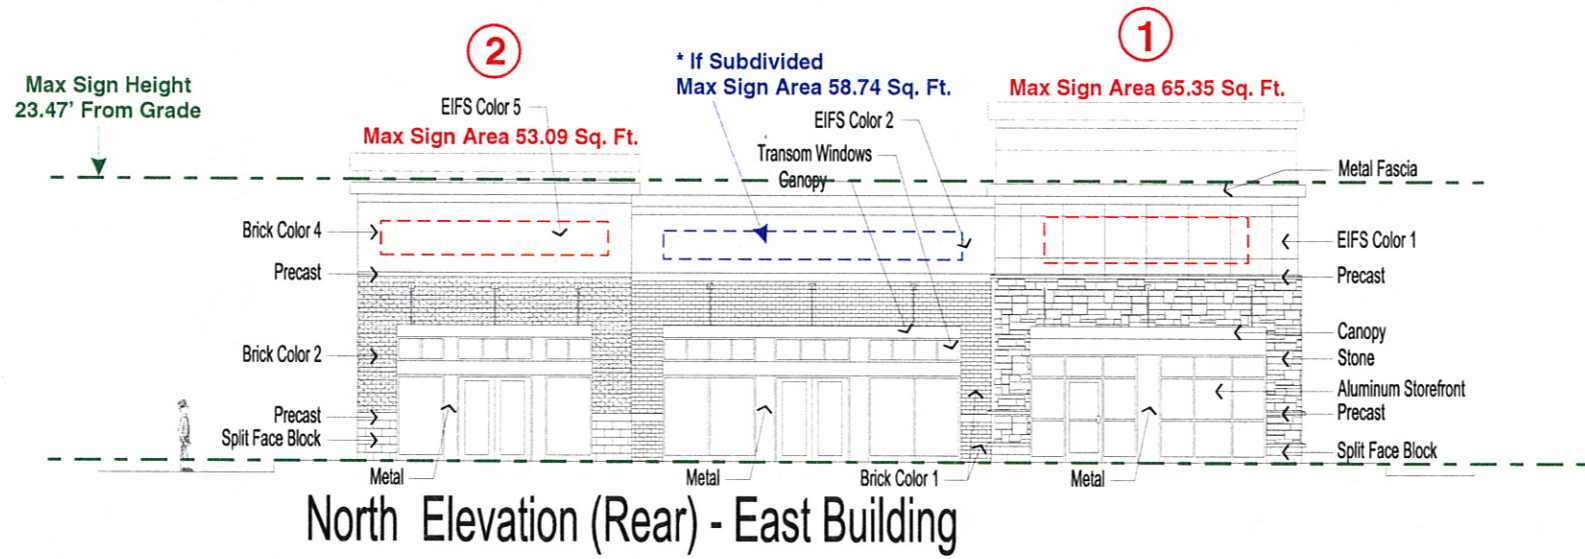 2
1
* If Subdivided
Max Sign Area 58.74 Sq. Ft.
Max Sign Height
23.47' From Grade
Max Sign Area 65.35 Sq. Ft.
EIFS Color 5
EIFS Color 2
Max Sign Area 53.09 Sq. Ft.
Transom Windows
Canopy
Metal Fascia
Brick Color 4
EIFS Color 1
Precast
Precast
Canopy
Brick Color 2
Stone
Aluminum Storefront
Precast
Precast
Split Face Block
Split Face Block
Metal
Metal
Brick Color 1
Metal
North Elevation (Rear) - East Building